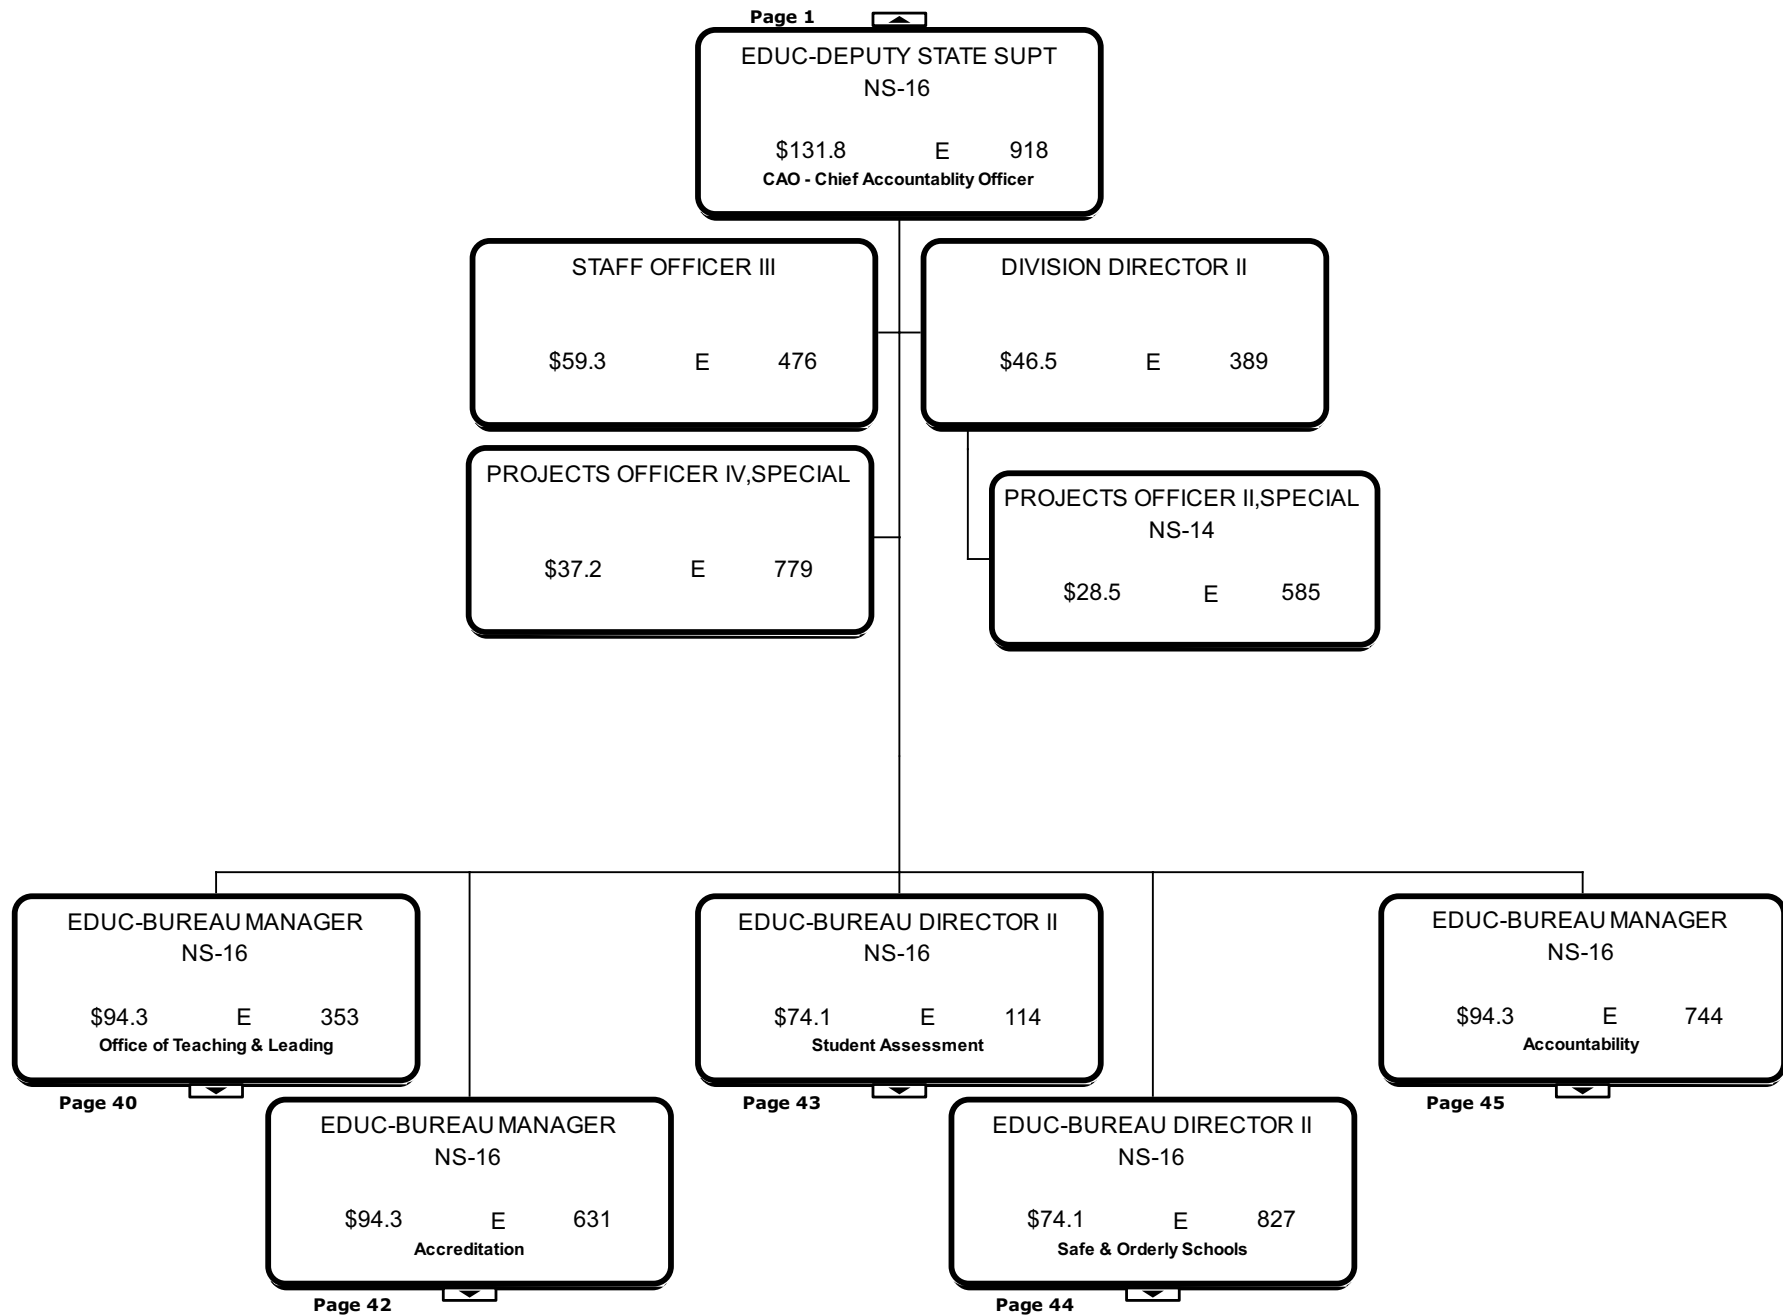 Page 1
EDUC-DEPUTY STATE SUPT
NS-16
$131.8 E 918
CAO - Chief Accountablity Officer
STAFF OFFICER III
$59.3 E 476
DIVISION DIRECTOR II
$46.5 E 389
PROJECTS OFFICER IV,SPECIAL
$37.2 E 779
PROJECTS OFFICER II,SPECIAL
NS-14
$28.5 E 585
EDUC-BUREAU MANAGER
NS-16
$94.3 E 353
Office of Teaching & Leading
Page 40
EDUC-BUREAU DIRECTOR II
NS-16
$74.1 E 114
Student Assessment
Page 43
EDUC-BUREAU MANAGER
NS-16
$94.3 E 744
Accountability
Page 45
EDUC-BUREAU MANAGER
NS-16
$94.3 E 631
Accreditation
Page 42
EDUC-BUREAU DIRECTOR II
NS-16
$74.1 E 827
Safe & Orderly Schools
Page 44